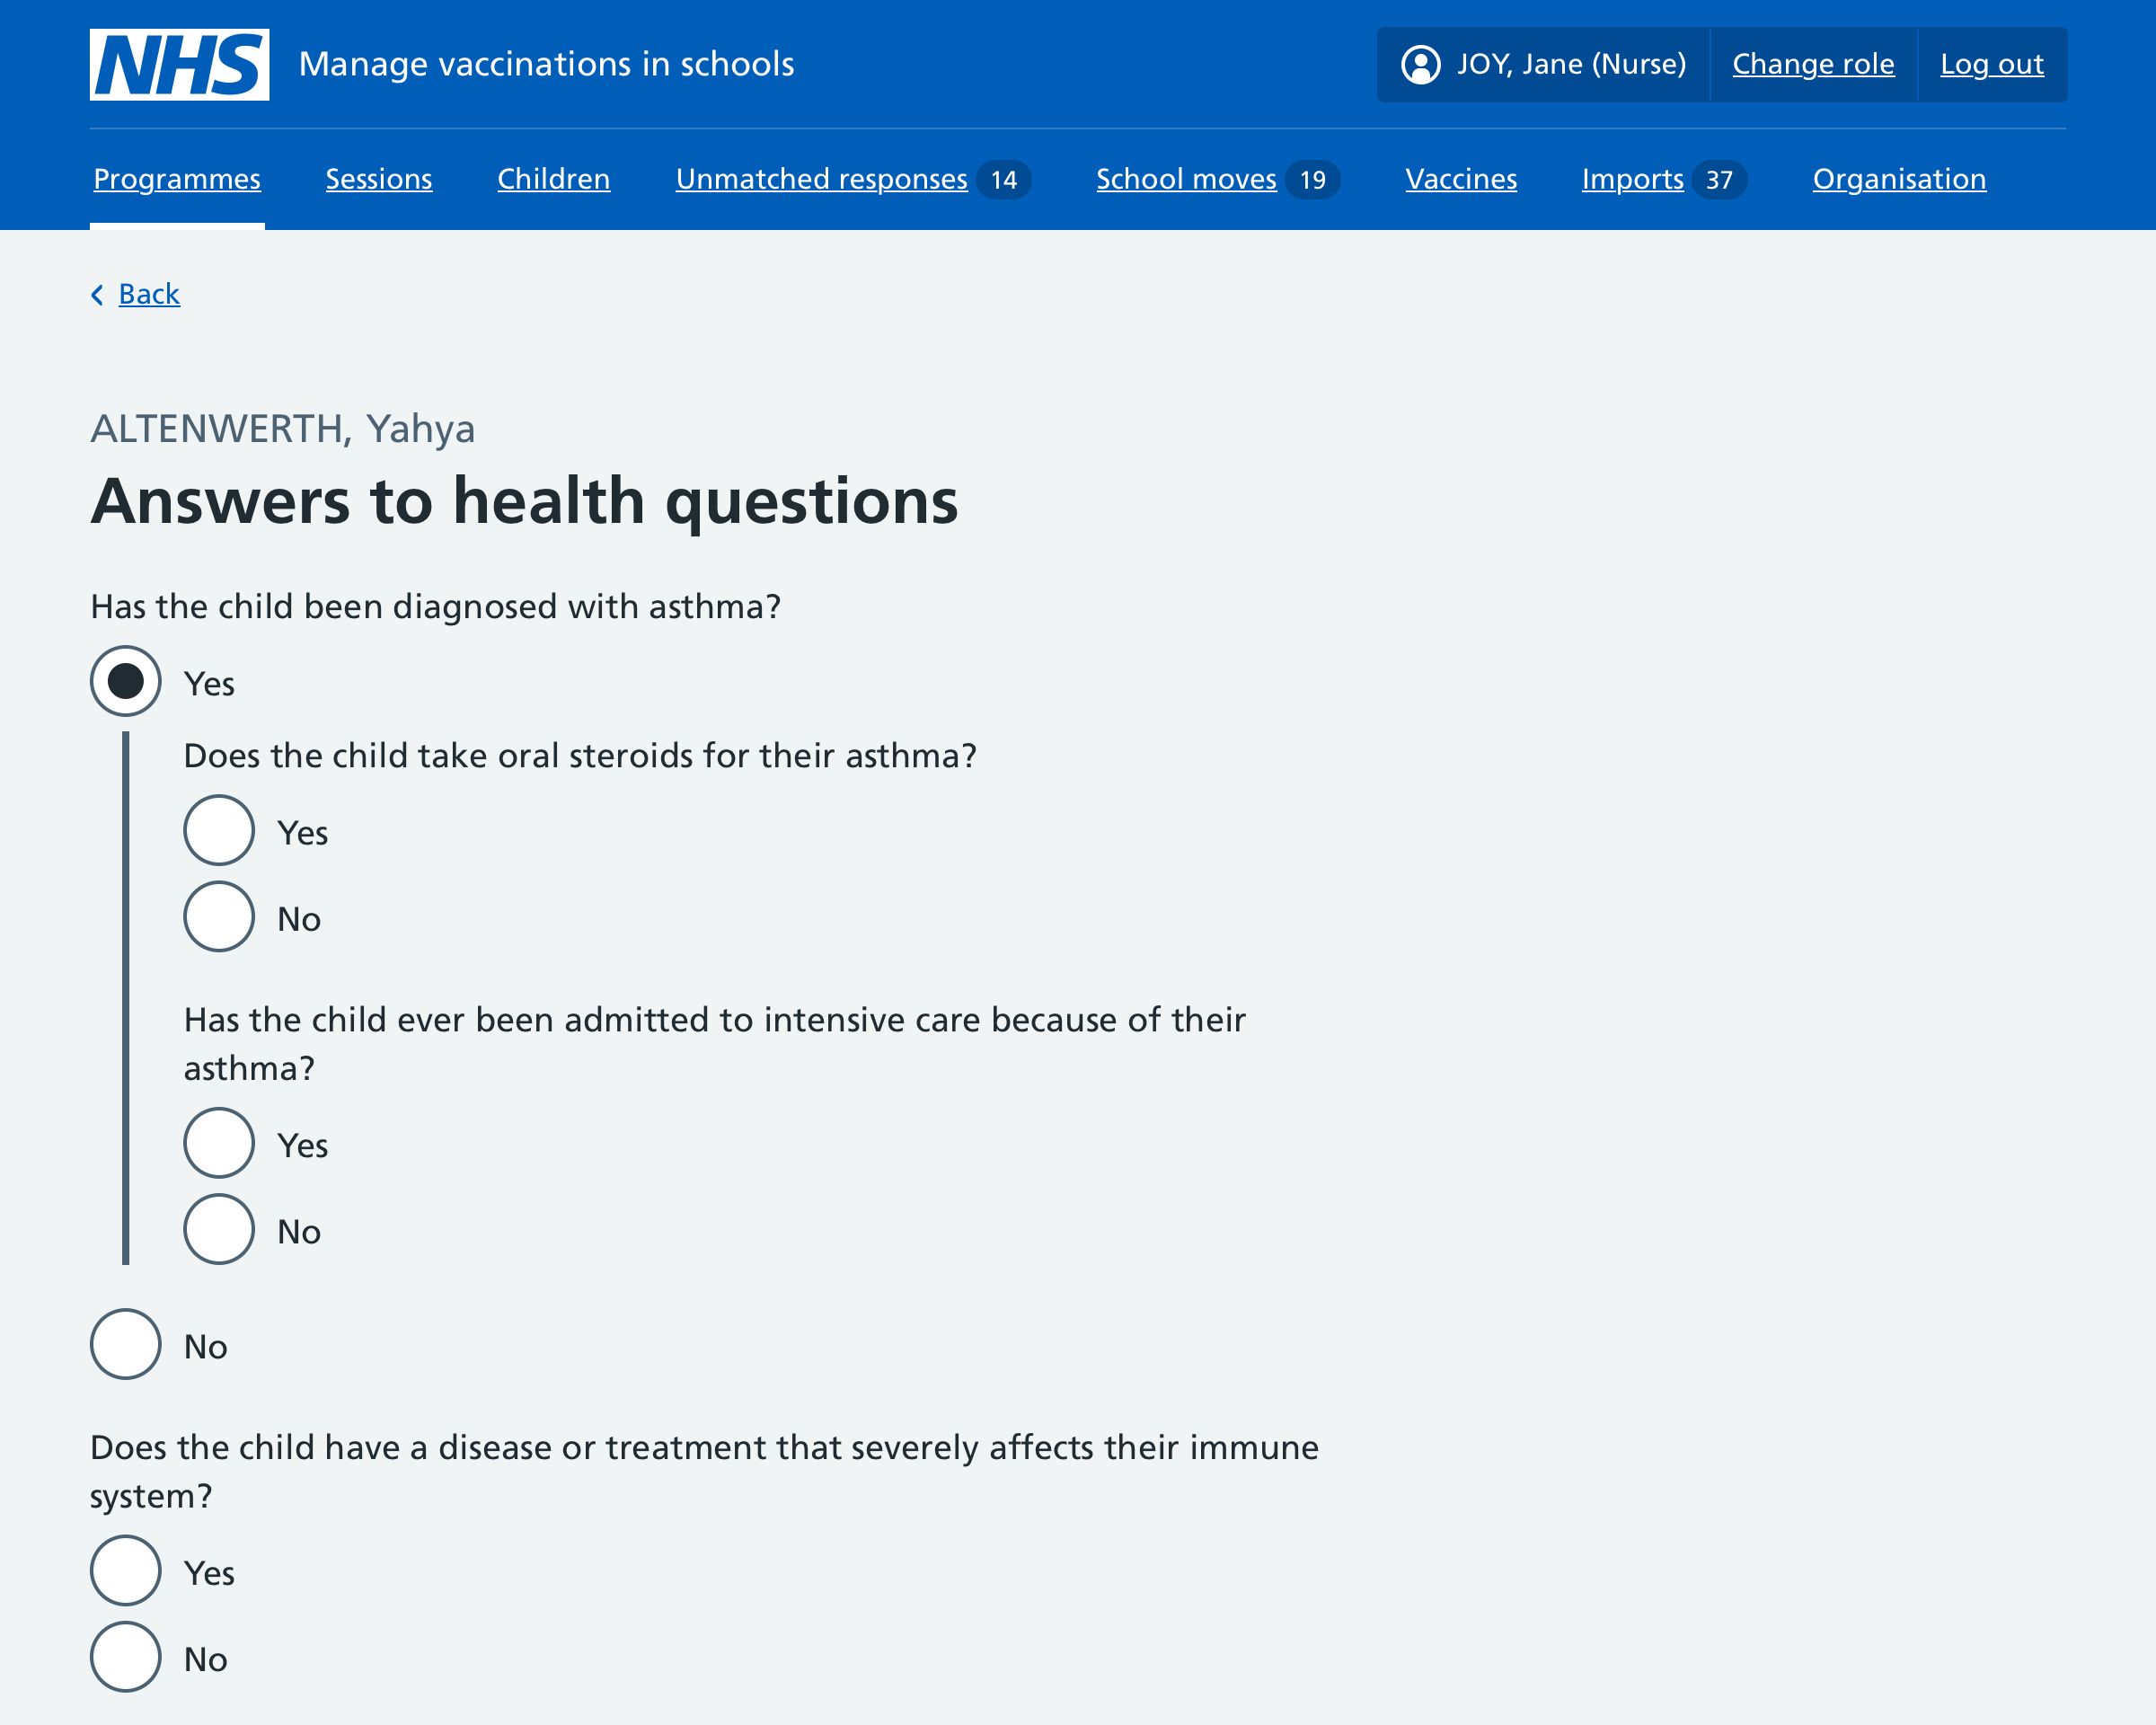 NHS Manage vaccinations in schools JOY, Jane (Nurse) Change role Log out
Programmes Sessions Children Unmatched responses 14 School moves 19 Vaccines Imports 37 Organisation
Back
ALTENWERTH, Yahya
Answers to health questions
Has the child been diagnosed with asthma?
Yes
Does the child take oral steroids for their asthma?
Yes
No
Has the child ever been admitted to intensive care because of their
asthma?
Yes
No
No
Does the child have a disease or treatment that severely affects their immune
system?
Yes
No